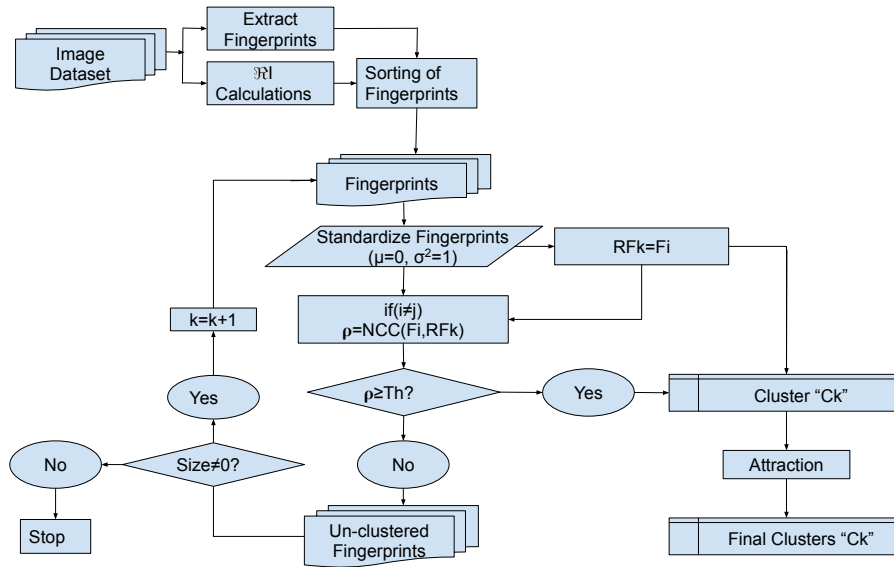 Extract
Fingerprints
Image
Dataset
ℜI
Calculations
Sorting of
Fingerprints
Fingerprints
Standardize Fingerprints
(μ=0, σ²=1)
RFk=Fi
if(i≠j)
ρ=NCC(Fi,RFk)
k=k+1
ρ≥Th?
Yes
Yes
Cluster “Ck”
No
Size≠0?
No
Attraction
Stop
Un-clustered
Fingerprints
Final Clusters “Ck”